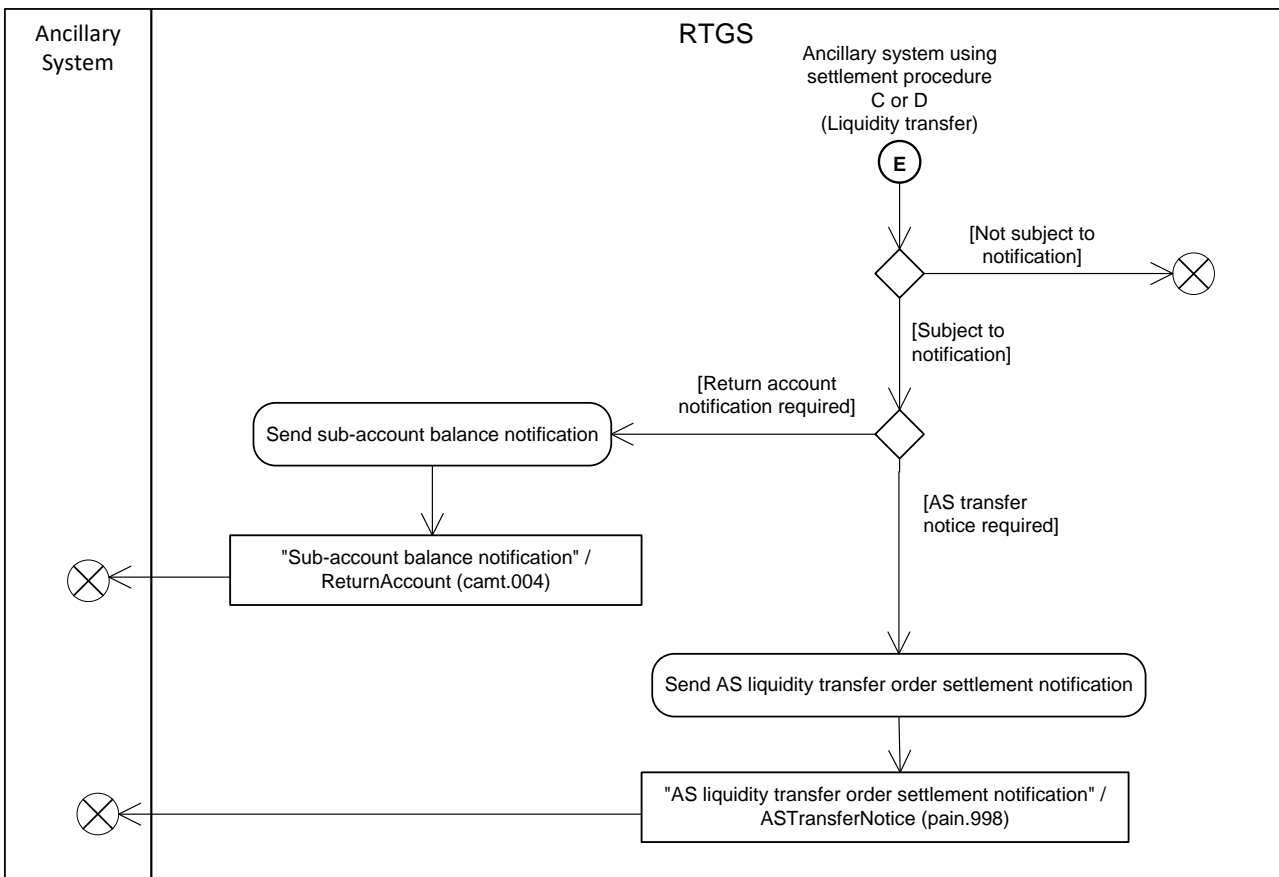 Ancillary
System
RTGS
Ancillary system using
settlement procedure
C or D
(Liquidity transfer)
E
[Not subject to
notification]
[Subject to
notification]
[Return account
notification required]
Send sub-account balance notification
[AS transfer
notice required]
"Sub-account balance notification" /
ReturnAccount (camt.004)
Send AS liquidity transfer order settlement notification
"AS liquidity transfer order settlement notification" /
ASTransferNotice (pain.998)